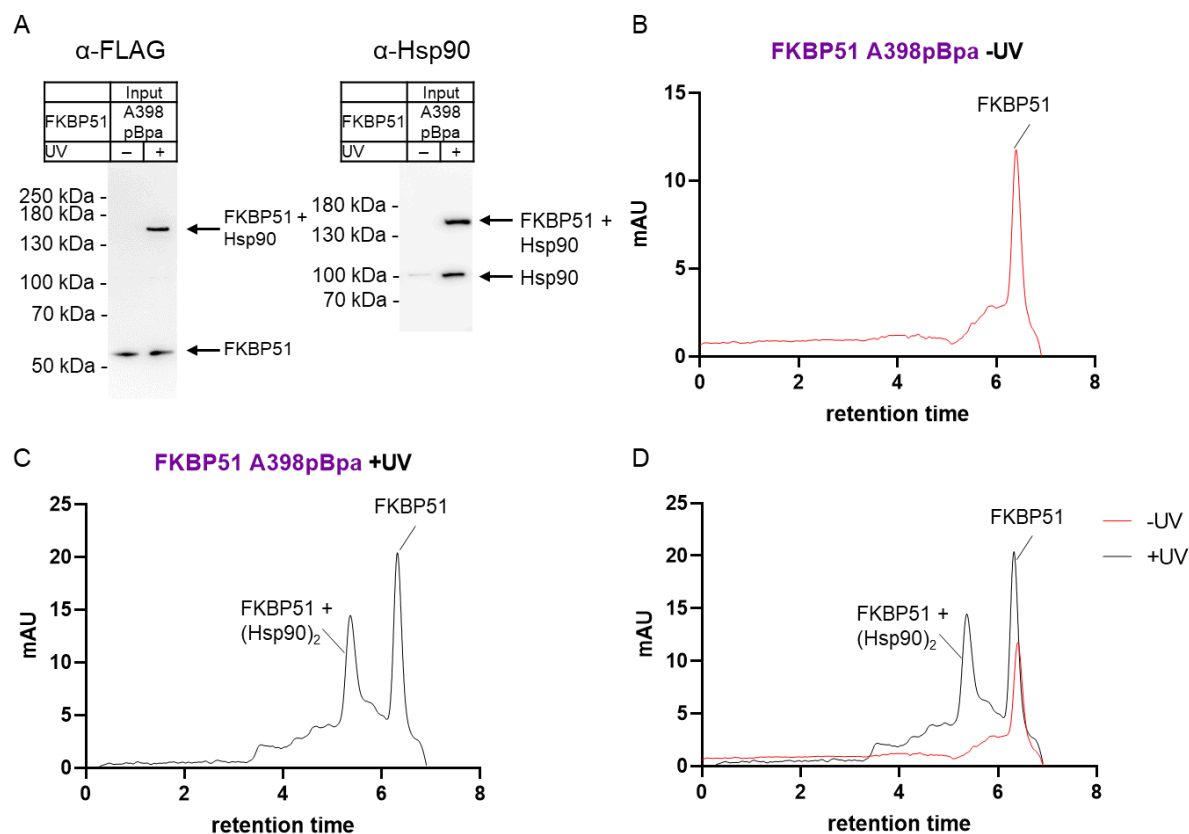 A
α-FLAG
Input
FKBP51
A398
pBpa
UV
–
+
250 kDa -
180 kDa -
130 kDa -
100 kDa -
70 kDa -
50 kDa -
FKBP51 +
Hsp90
FKBP51
α-Hsp90
Input
FKBP51
A398
pBpa
UV
–
+
180 kDa -
130 kDa -
100 kDa -
70 kDa -
FKBP51 +
Hsp90
Hsp90
B
FKBP51 A398pBpa -UV
FKBP51
15
10
5
0
mAU
0 2 4 6 8
retention time
C
FKBP51 A398pBpa +UV
FKBP51
FKBP51 +
(Hsp90)₂
25
20
15
10
5
0
mAU
0 2 4 6 8
retention time
D
FKBP51
-UV
+UV
FKBP51 +
(Hsp90)₂
25
20
15
10
5
0
mAU
0 2 4 6 8
retention time